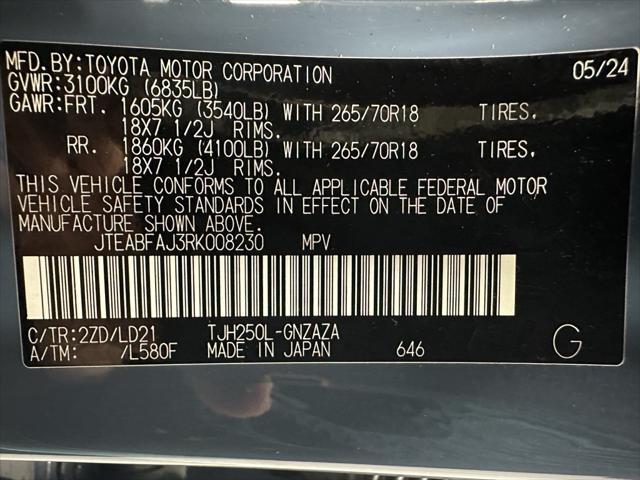 MFD.BY:TOYOTA MOTOR CORPORATION 05/24
GVWR:3100KG (6835LB)
GAWR:FRT. 1605KG (3540LB) WITH 265/70R18 TIRES,
18X7 1/2J RIMS.
RR. 1860KG (4100LB) WITH 265/70R18 TIRES,
18X7 1/2J RIMS.
THIS VEHICLE CONFORMS TO ALL APPLICABLE FEDERAL MOTOR
VEHICLE SAFETY STANDARDS IN EFFECT ON THE DATE OF
MANUFACTURE SHOWN ABOVE.
JTEABFAJ3RK008230 MPV
C/TR:2ZD/LD21 TJH250L-GNZAZA
A/TM: /L580F MADE IN JAPAN 646 G